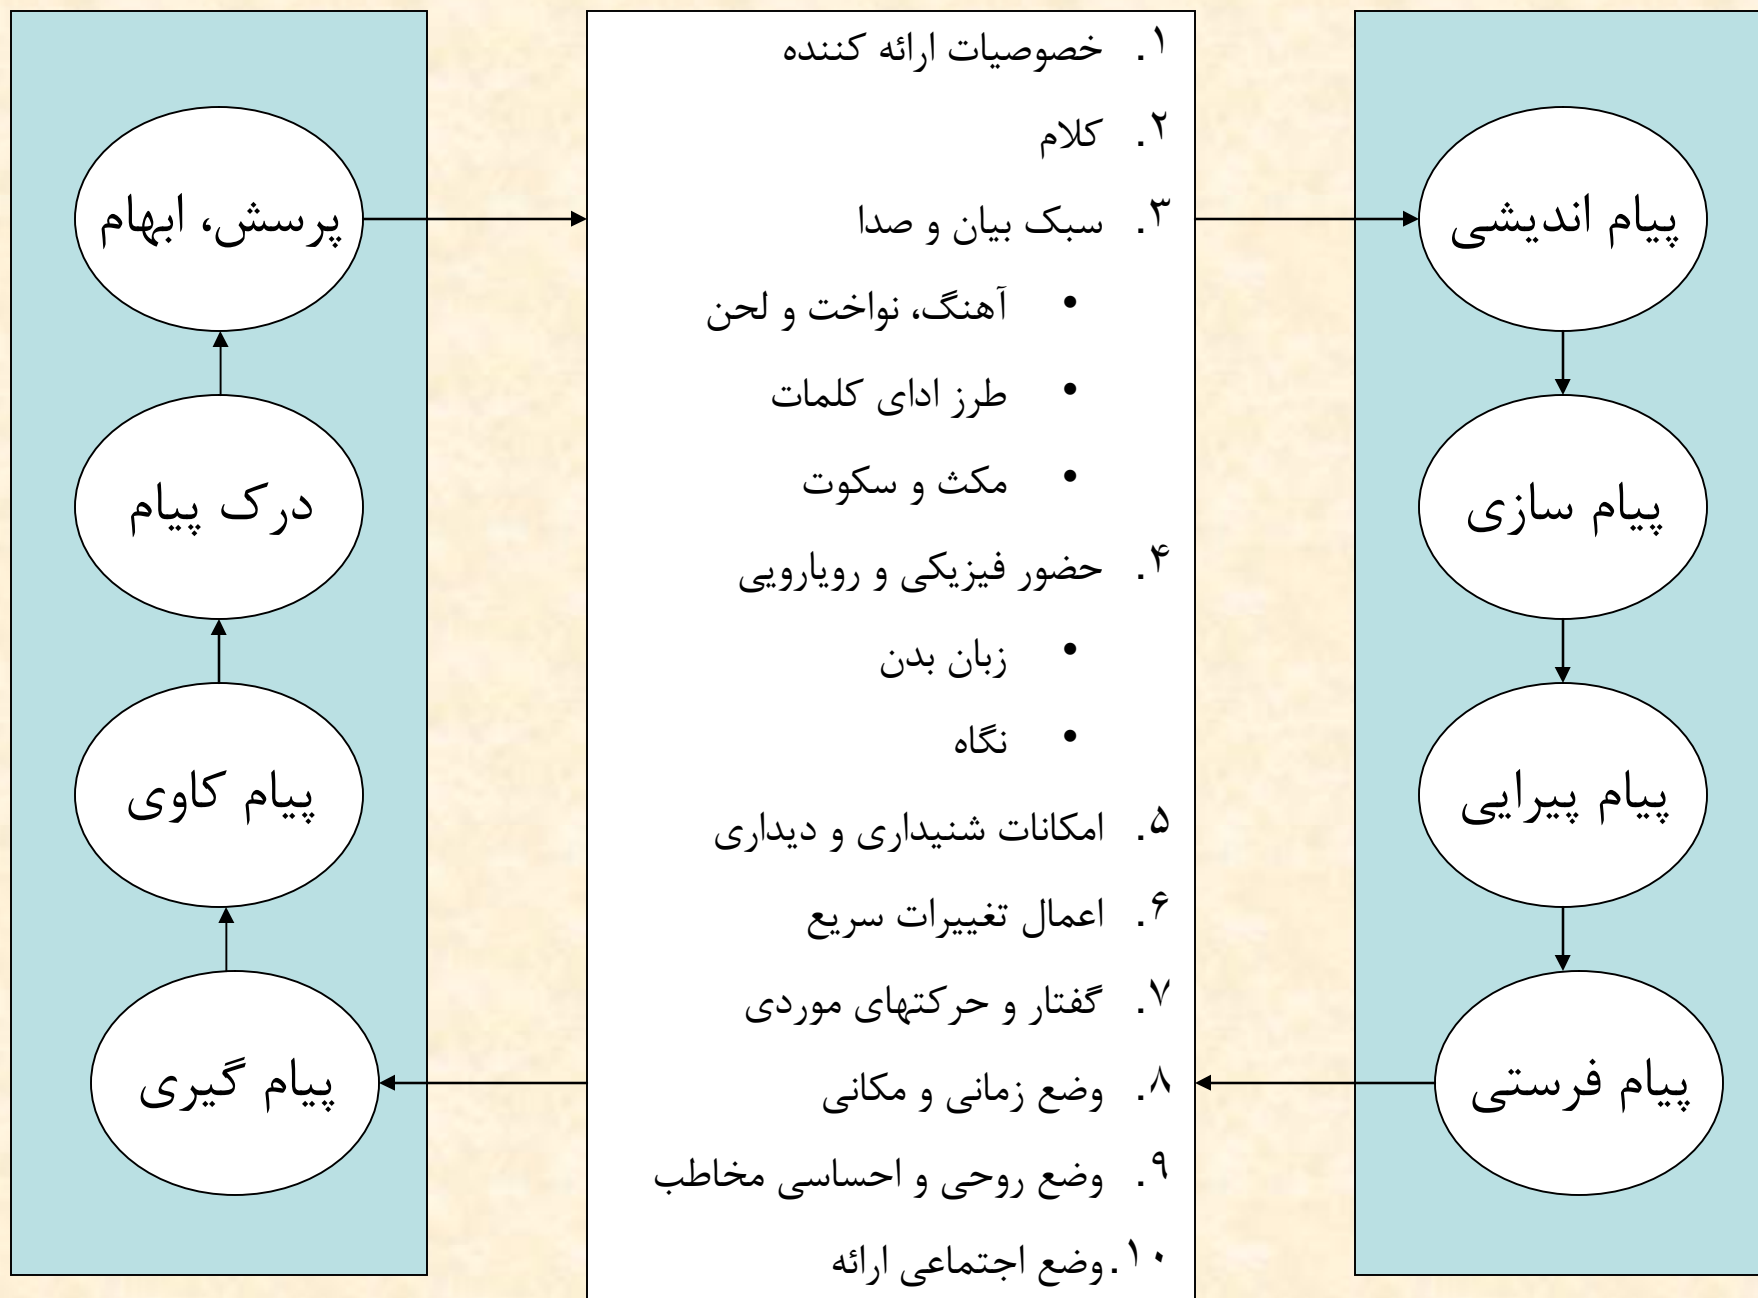 پیام اندیشی
پیام سازی
پیام پیرایی
پیام فرستی
۱. خصوصیات ارائه کننده
۲. کلام
۳. سبک بیان و صدا
• آهنگ، نواخت و لحن
• طرز ادای کلمات
• مکث و سکوت
۴. حضور فیزیکی و رویارویی
• زبان بدن
• نگاه
۵. امکانات شنیداری و دیداری
۶. اعمال تغییرات سریع
۷. گفتار و حرکتهای موردی
۸. وضع زمانی و مکانی
۹. وضع روحی و احساسی مخاطب
۱۰. وضع اجتماعی ارائه
پرسش، ابهام
درک پیام
پیام کاوی
پیام گیری